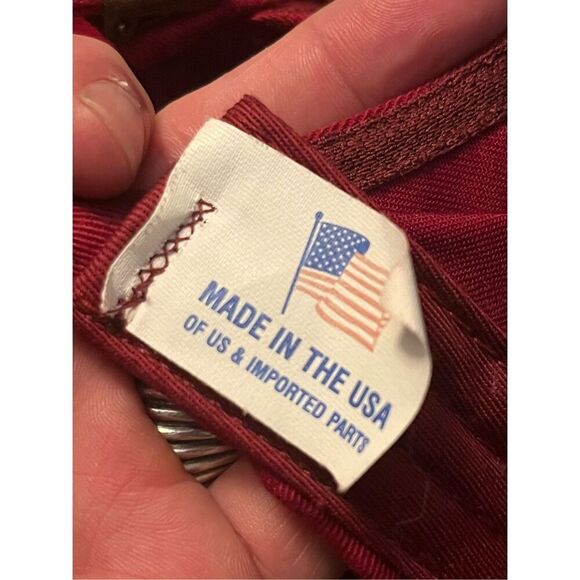 MADE IN THE USA
OF US & IMPORTED PARTS